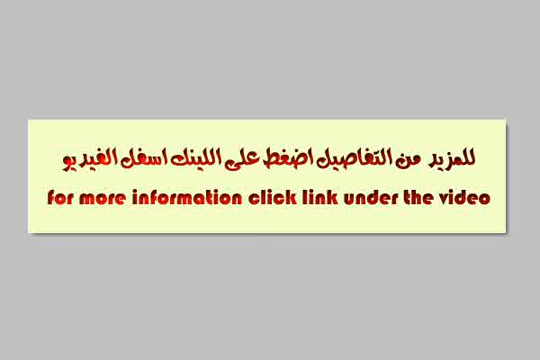 للمزيد من التفاصيل اضغط على اللينك اسفل الفيديو
for more information click link under the video